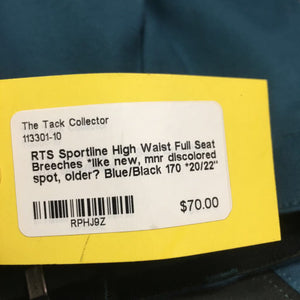 The Tack Collector
113301-10
RTS Sportline High Waist Full Seat
Breeches *like new, mnr discolored
spot, older? Blue/Black 170 *20/22"
$70.00
RPHJ9Z